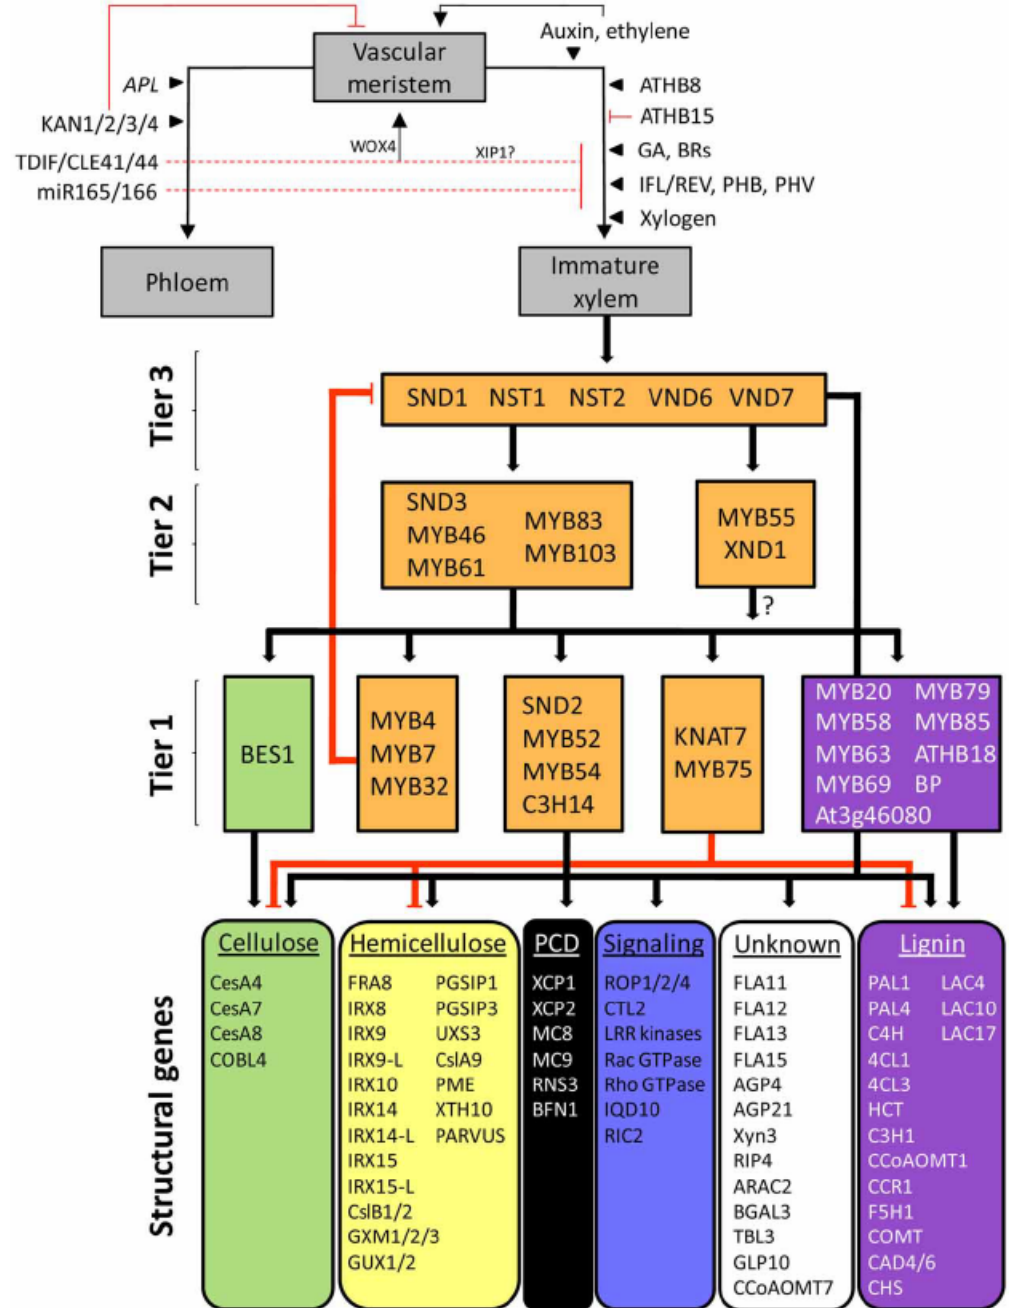 Auxin, ethylene
Vascular
meristem
APL
ATHB8
KAN1/2/3/4
ATHB15
WOX4
XIP1?
GA, BRs
TDIF/CLE41/44
miR165/166
IFL/REV, PHB, PHV
Xylogen
Phloem
Immature
xylem
Tier 3
SND1 NST1 NST2 VND6 VND7
Tier 2
SND3
MYB46
MYB61
MYB83
MYB103
MYB55
XND1
?
Tier 1
BES1
MYB4
MYB7
MYB32
SND2
MYB52
MYB54
C3H14
KNAT7
MYB75
MYB20 MYB79
MYB58 MYB85
MYB63 ATHB18
MYB69 BP
At3g46080
Structural genes
Cellulose
CesA4
CesA7
CesA8
COBL4
Hemicellulose
FRA8 PGSIP1
IRX8 PGSIP3
IRX9 UXS3
IRX9-L CslA9
IRX10 PME
IRX14 XTH10
IRX14-L PARVUS
IRX15
IRX15-L
CslB1/2
GXM1/2/3
GUX1/2
PCD
XCP1
XCP2
MC8
MC9
RNS3
BFN1
Signaling
ROP1/2/4
CTL2
LRR kinases
Rac GTPase
Rho GTPase
IQD10
RIC2
Unknown
FLA11
FLA12
FLA13
FLA15
AGP4
AGP21
Xyn3
RIP4
ARAC2
BGAL3
TBL3
GLP10
CCoAOMT7
Lignin
PAL1 LAC4
PAL4 LAC10
C4H LAC17
4CL1
4CL3
HCT
C3H1
CCoAOMT1
CCR1
F5H1
COMT
CAD4/6
CHS